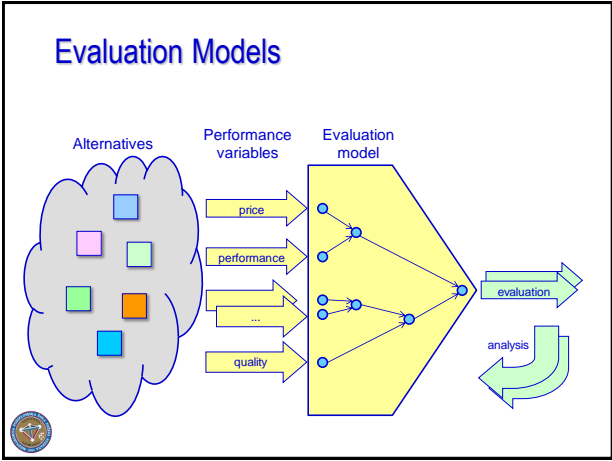 Evaluation Models
Alternatives
Performance
variables
Evaluation
model
price
performance
...
quality
evaluation
analysis